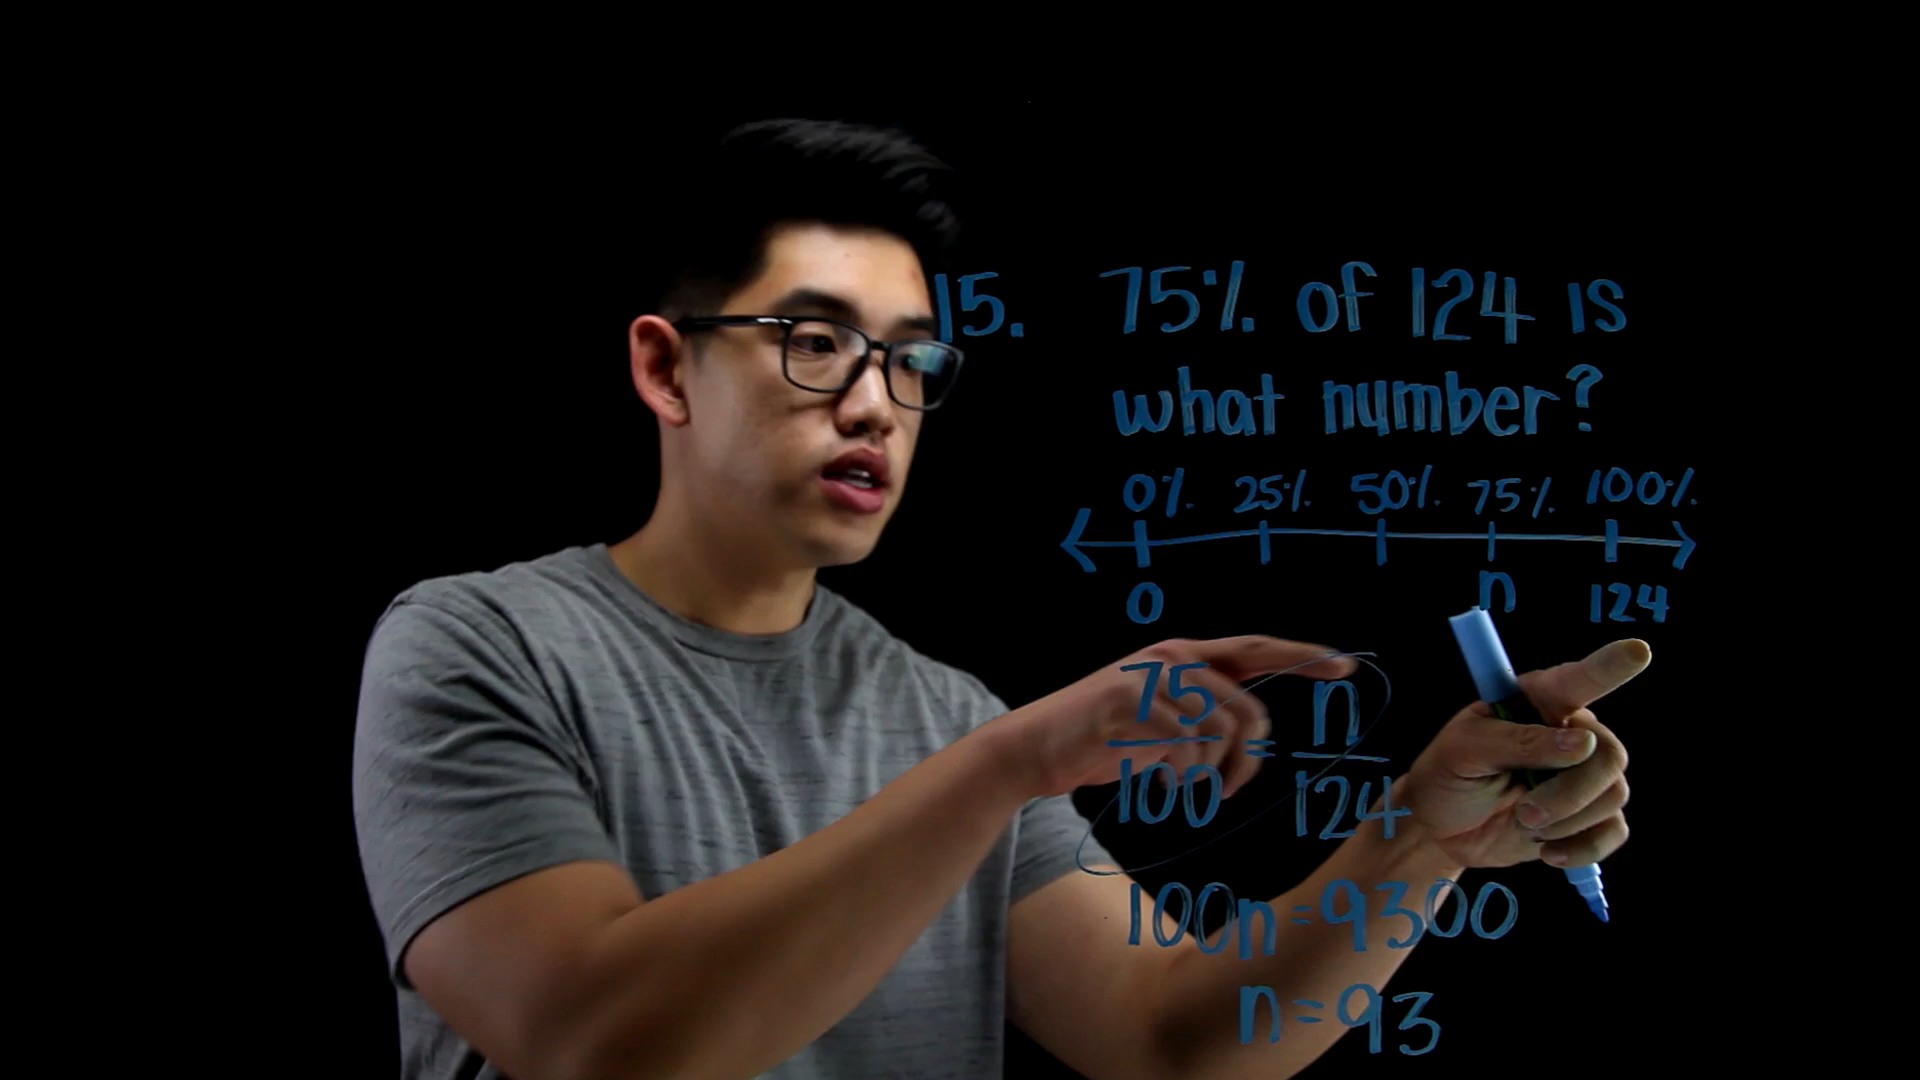 15. 75% of 124 is
what number?
0% 25% 50% 75% 100%
0 n 124
75/100 = n/124
100n = 9300
n = 93